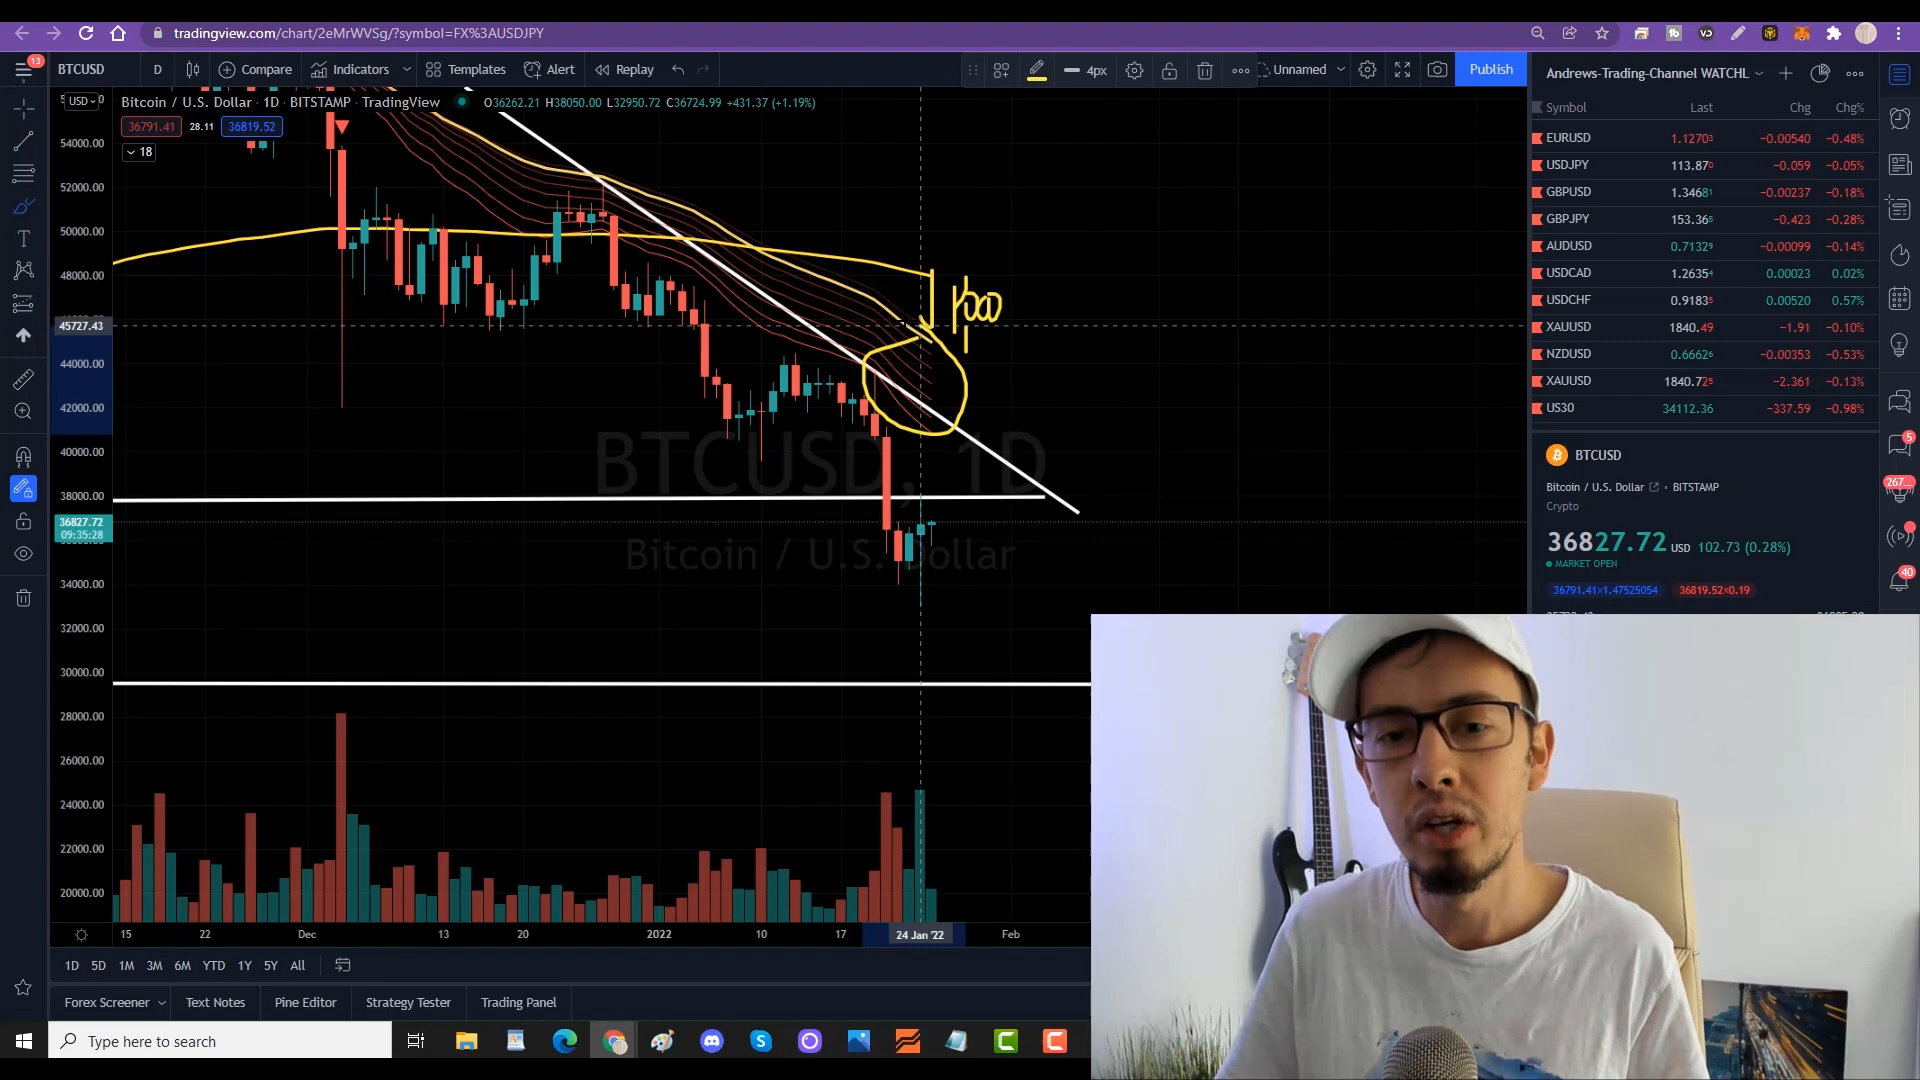 tradingview.com/chart/2eMrWVSg/?symbol=FX%3AUSDJPY
13
BTCUSD D Compare Indicators Templates Alert Replay 4px Unnamed Publish
Andrews-Trading-Channel WATCHL
USD
Bitcoin / U.S. Dollar · 1D · BITSTAMP · TradingView O36262.21 H38050.00 L32950.72 C36724.99 +431.37 (+1.19%)
36791.41 28.11 36819.52
18
54000.00
52000.00
50000.00
48000.00
45727.43
44000.00
42000.00
40000.00
38000.00
36827.72
09:35:28
34000.00
32000.00
30000.00
28000.00
26000.00
24000.00
22000.00
20000.00
BTCUSD, 1D
Bitcoin / U.S. Dollar
15 22 Dec 13 20 2022 10 17 24 Jan '22 Feb
1D 5D 1M 3M 6M YTD 1Y 5Y All
Forex Screener Text Notes Pine Editor Strategy Tester Trading Panel
Type here to search
Symbol Last Chg Chg%
EURUSD 1.12703 −0.00540 −0.48%
USDJPY 113.870 −0.059 −0.05%
GBPUSD 1.34681 −0.00237 −0.18%
GBPJPY 153.365 −0.423 −0.28%
AUDUSD 0.71329 −0.00099 −0.14%
USDCAD 1.26354 0.00023 0.02%
USDCHF 0.91835 0.00520 0.57%
XAUUSD 1840.49 −1.91 −0.10%
NZDUSD 0.66626 −0.00353 −0.53%
XAUUSD 1840.725 −2.361 −0.13%
US30 34112.36 −337.59 −0.98%
BTCUSD
Bitcoin / U.S. Dollar · BITSTAMP
Crypto
36827.72 USD 102.73 (0.28%)
MARKET OPEN
36791.41×1.47525054 36819.52×0.19
5
267...
40